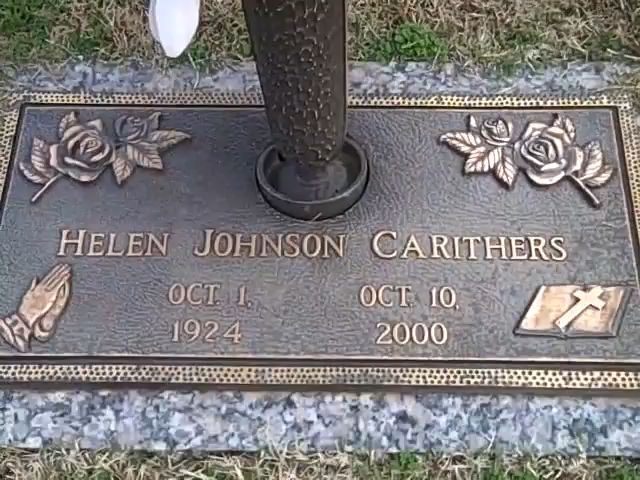 HELEN JOHNSON CARITHERS
OCT. 1, OCT. 10,
1924 2000